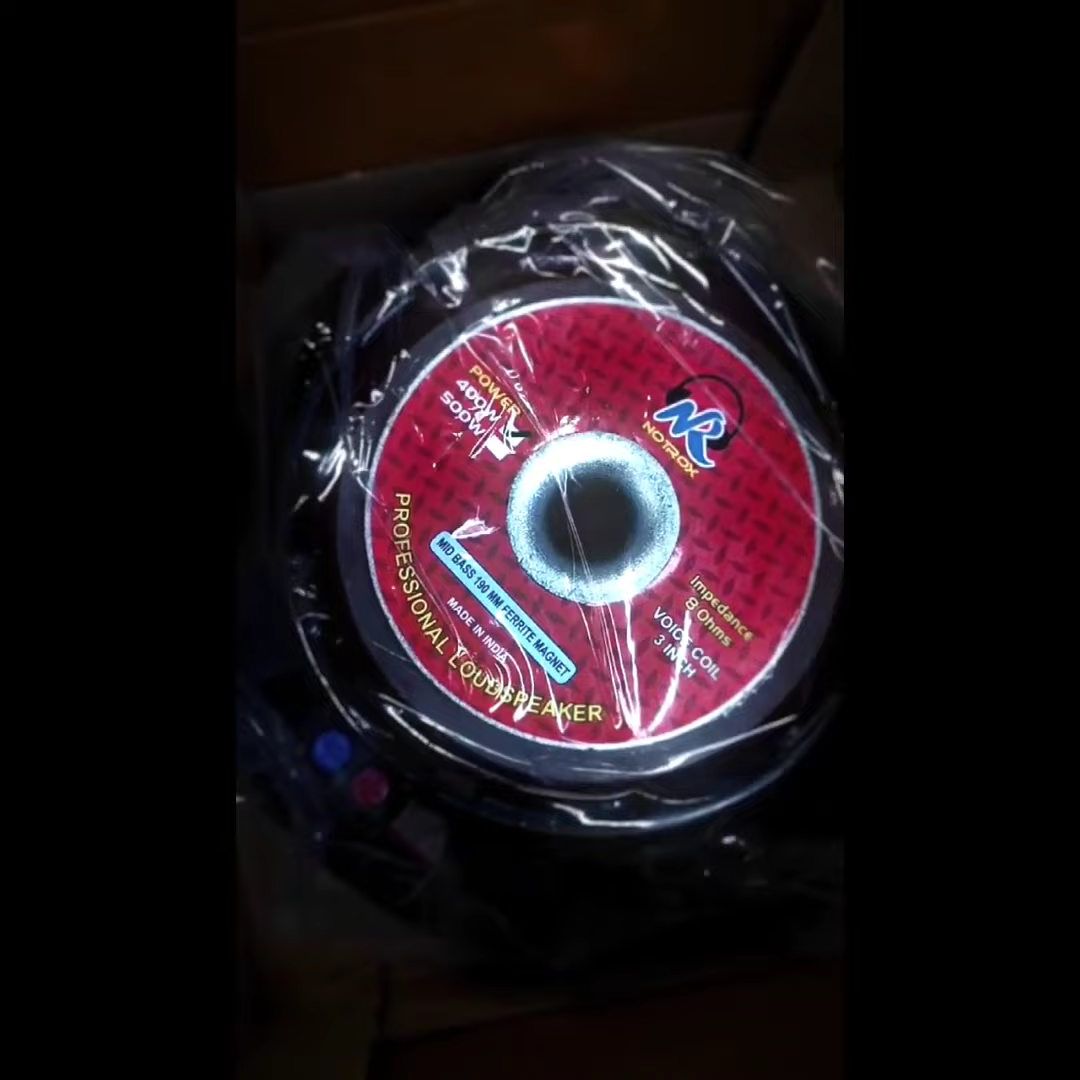 POWER
400W
500W
NR
NOTROX
MID BASS 190 MM FERRITE MAGNET
MADE IN INDIA
PROFESSIONAL LOUDSPEAKER
Impedance
8 Ohms
VOICE COIL
3 INCH